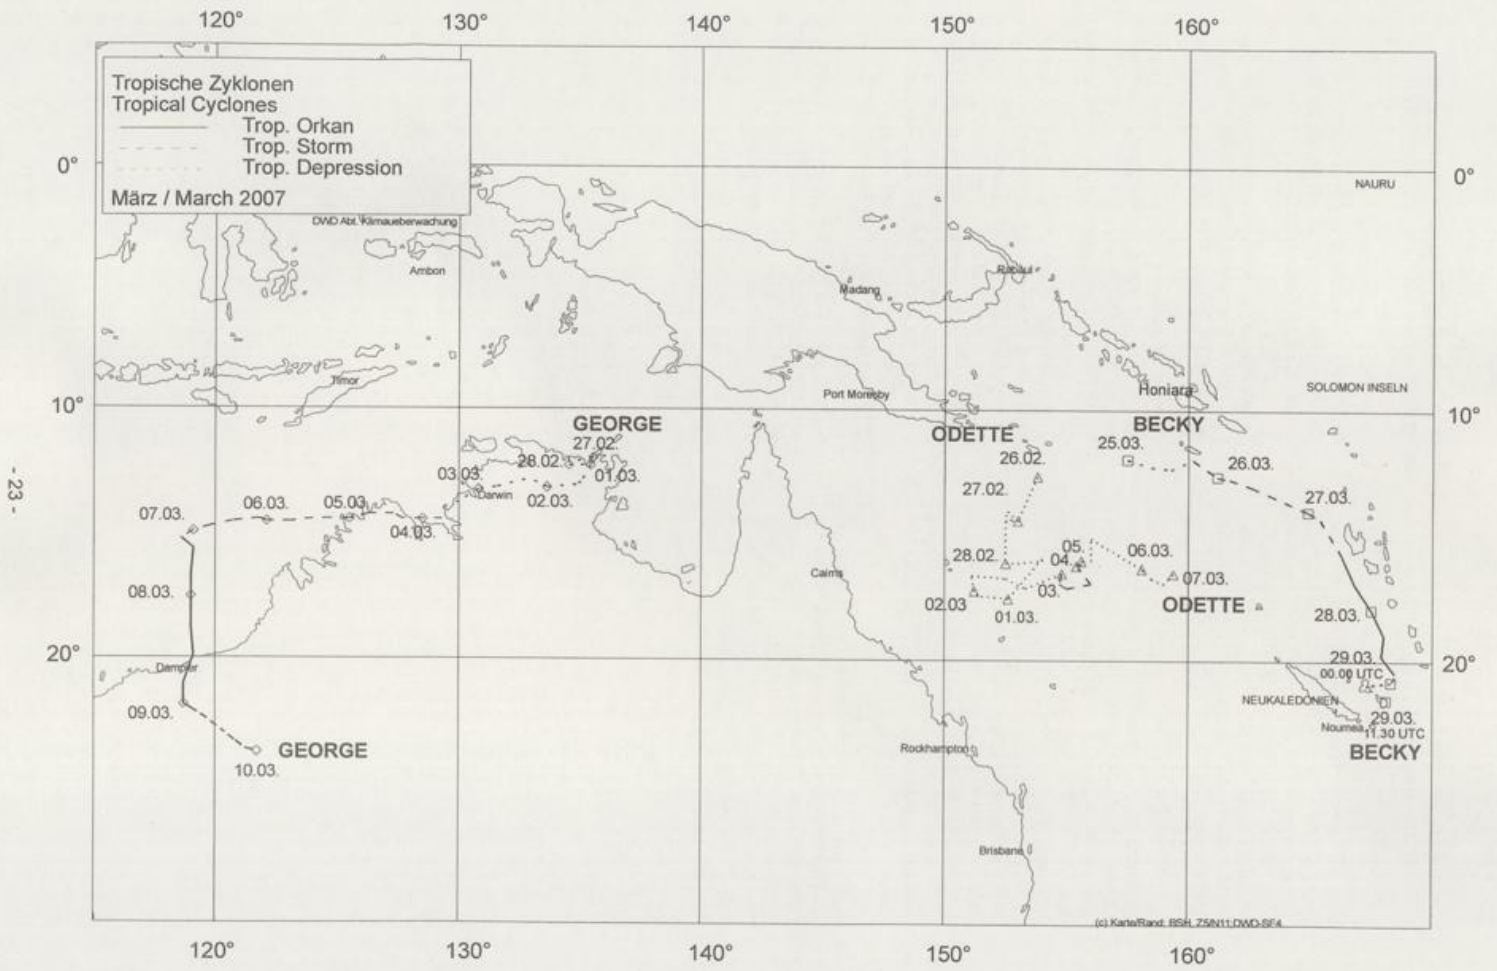 120°
130°
140°
150°
160°
Tropische Zyklonen
Tropical Cyclones
Trop. Orkan
Trop. Storm
Trop. Depression
März / March 2007
DWD Abt. Klimaueberwachung
0°
0°
NAURU
Ambon
Rabaul
Madang
Timor
Port Moresby
Honiara
SOLOMON INSELN
10°
10°
GEORGE
ODETTE
BECKY
27.02.
28.02.
01.03.
03.03.
Darwin
02.03.
26.02.
25.03.
26.03.
27.02.
27.03.
07.03.
06.03.
05.03.
04.03.
- 23 -
28.02
05.
04.
03.
06.03.
07.03.
Cairns
02.03
01.03.
ODETTE
08.03.
28.03.
20°
20°
Dampier
29.03.
00.00 UTC
NEUKALEDONIEN
Noumea
29.03.
11.30 UTC
BECKY
09.03.
GEORGE
10.03.
Rockhampton
Brisbane
(c) Karte/Rand: BSH, Z5/N11;DWD-SF4
120°
130°
140°
150°
160°